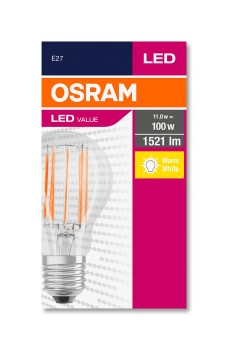 E27
LED
OSRAM
LED VALUE
11.0 w =
100 w
1521 lm
Warm
White